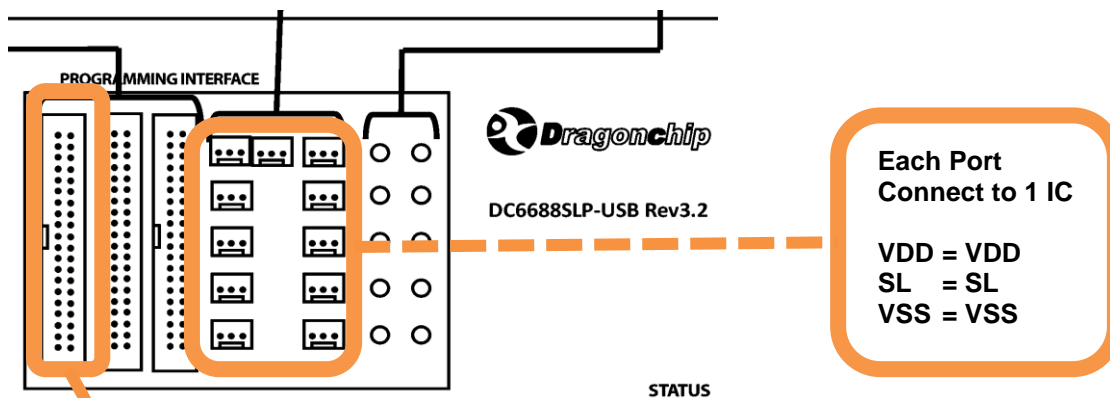 PROGRAMMING INTERFACE
Dragonchip
DC6688SLP-USB Rev3.2
Each Port
Connect to 1 IC
VDD = VDD
SL = SL
VSS = VSS
STATUS